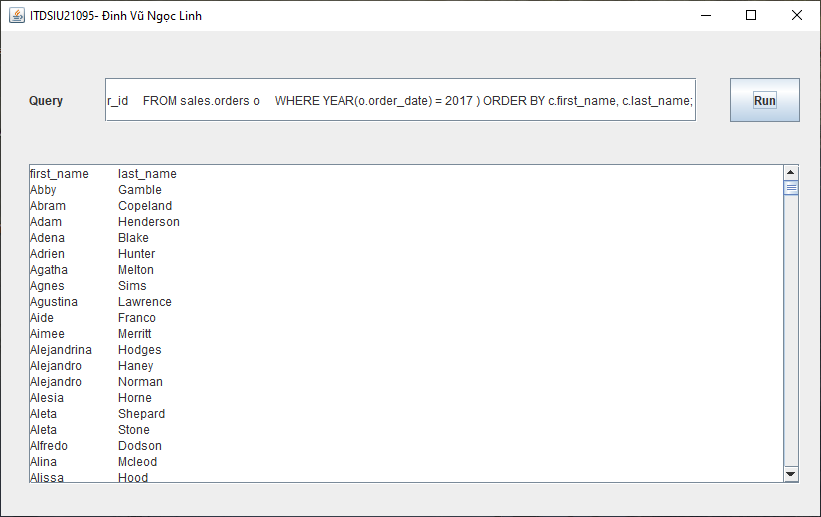 ITDSIU21095- Đinh Vũ Ngọc Linh
Query r_id FROM sales.orders o WHERE YEAR(o.order_date) = 2017 ) ORDER BY c.first_name, c.last_name; Run
first_name last_name
Abby Gamble
Abram Copeland
Adam Henderson
Adena Blake
Adrien Hunter
Agatha Melton
Agnes Sims
Agustina Lawrence
Aide Franco
Aimee Merritt
Alejandrina Hodges
Alejandro Haney
Alejandro Norman
Alesia Horne
Aleta Shepard
Aleta Stone
Alfredo Dodson
Alina Mcleod
Alissa Hood